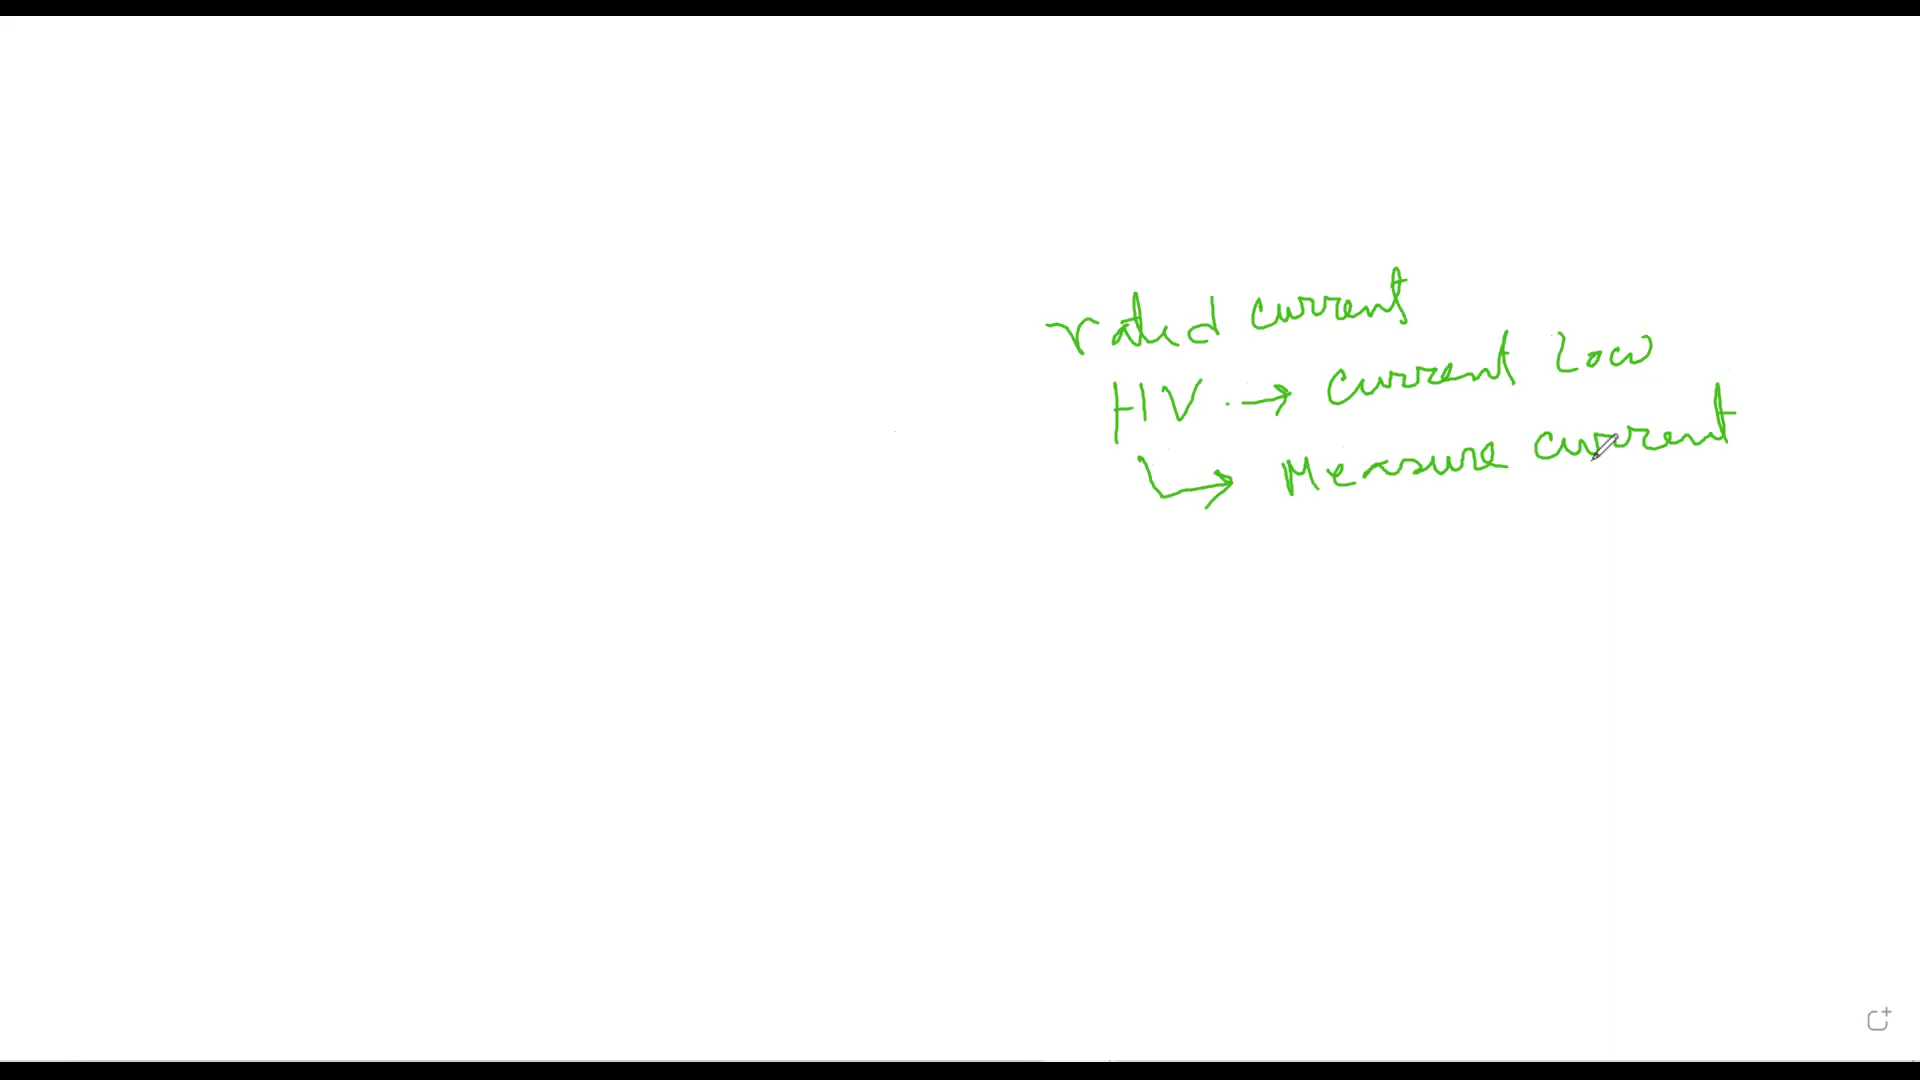 rated current
HV → current Low
↳ Measure current